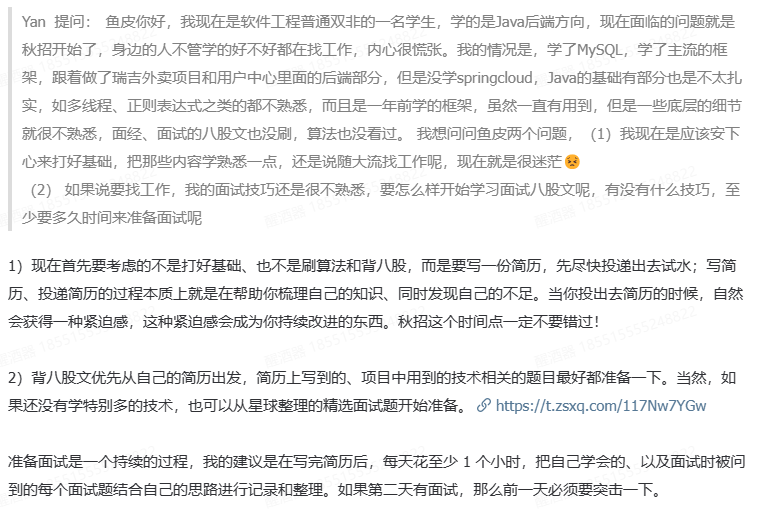 Yan 提问： 鱼皮你好，我现在是软件工程普通双非的一名学生，学的是Java后端方向，现在面临的问题就是
秋招开始了，身边的人不管学的好不好都在找工作，内心很慌张。我的情况是，学了MySQL，学了主流的框
架，跟着做了瑞吉外卖项目和用户中心里面的后端部分，但是没学springcloud，Java的基础有部分也是不太扎
实，如多线程、正则表达式之类的都不熟悉，而且是一年前学的框架，虽然一直有用到，但是一些底层的细节
就很不熟悉，面经、面试的八股文也没刷，算法也没看过。 我想问问鱼皮两个问题，（1）我现在是应该安下
心来打好基础，把那些内容学熟悉一点，还是说随大流找工作呢，现在就是很迷茫😣
（2） 如果说要找工作，我的面试技巧还是很不熟悉，要怎么样开始学习面试八股文呢，有没有什么技巧，至
少要多久时间来准备面试呢
1）现在首先要考虑的不是打好基础、也不是刷算法和背八股，而是要写一份简历，先尽快投递出去试水；写简
历、投递简历的过程本质上就是在帮助你梳理自己的知识、同时发现自己的不足。当你投出去简历的时候，自然
会获得一种紧迫感，这种紧迫感会成为你持续改进的东西。秋招这个时间点一定不要错过！
2）背八股文优先从自己的简历出发，简历上写到的、项目中用到的技术相关的题目最好都准备一下。当然，如
果还没有学特别多的技术，也可以从星球整理的精选面试题开始准备。 https://t.zsxq.com/117Nw7YGw
准备面试是一个持续的过程，我的建议是在写完简历后，每天花至少 1 个小时，把自己学会的、以及面试时被问
到的每个面试题结合自己的思路进行记录和整理。如果第二天有面试，那么前一天必须要突击一下。